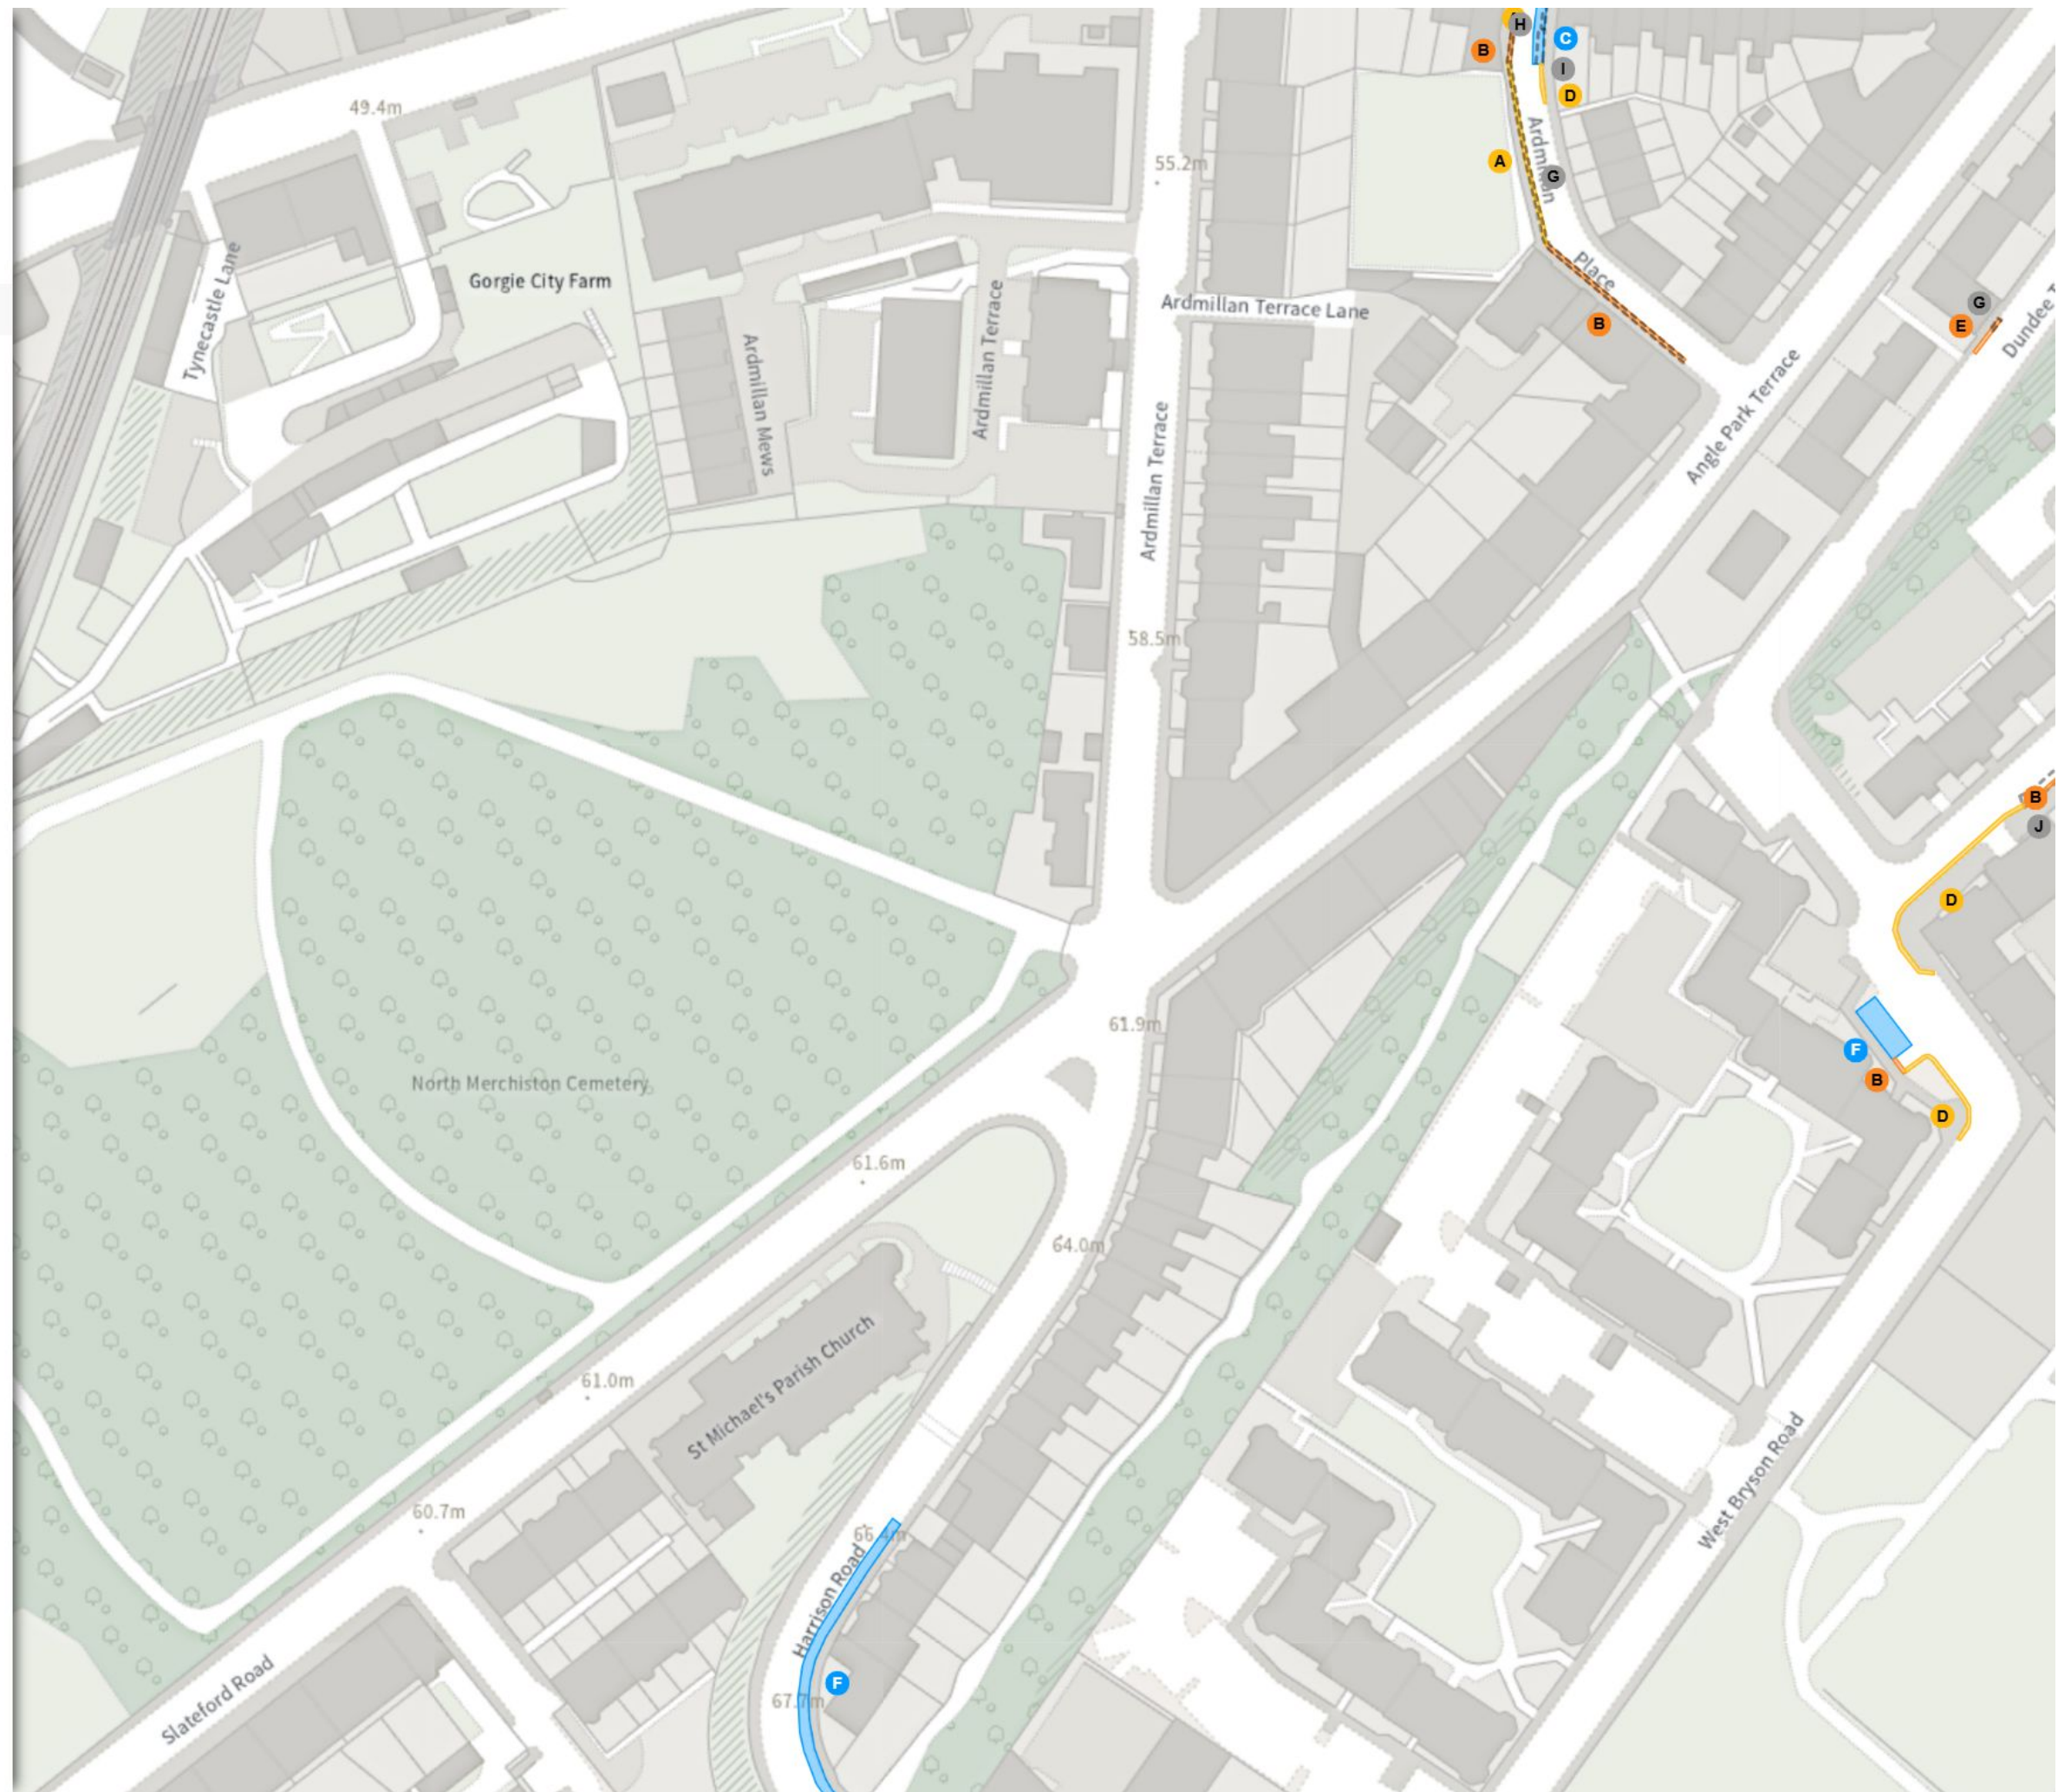 H
C
B
I
D
49.4m
Ardmillan
A
55.2m
G
Gorgie City Farm
Place
Tynecastle Lane
Ardmillan Terrace Lane
G
B
E
Dundee T
Ardmillan Mews
Ardmillan Terrace
Ardmillan Terrace
Angle Park Terrace
58.5m
B
J
D
61.9m
F
B
North Merchiston Cemetery
D
61.6m
64.0m
St Michael's Parish Church
61.0m
West Bryson Road
60.7m
Harrison Road
F
67.7m
Slateford Road